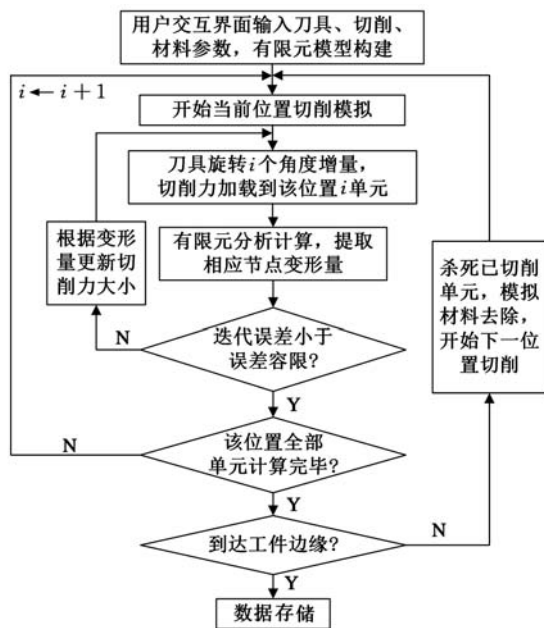 用户交互界面输入刀具、切削、
材料参数，有限元模型构建
i←i+1
开始当前位置切削模拟
刀具旋转i个角度增量，
切削力加载到该位置i单元
根据变形
量更新切
削力大小
有限元分析计算，提取
相应节点变形量
杀死已切削
单元，模拟
材料去除，
开始下一位
置切削
N
迭代误差小于
误差容限?
Y
N
该位置全部
单元计算完毕?
Y
N
到达工件边缘?
Y
数据存储